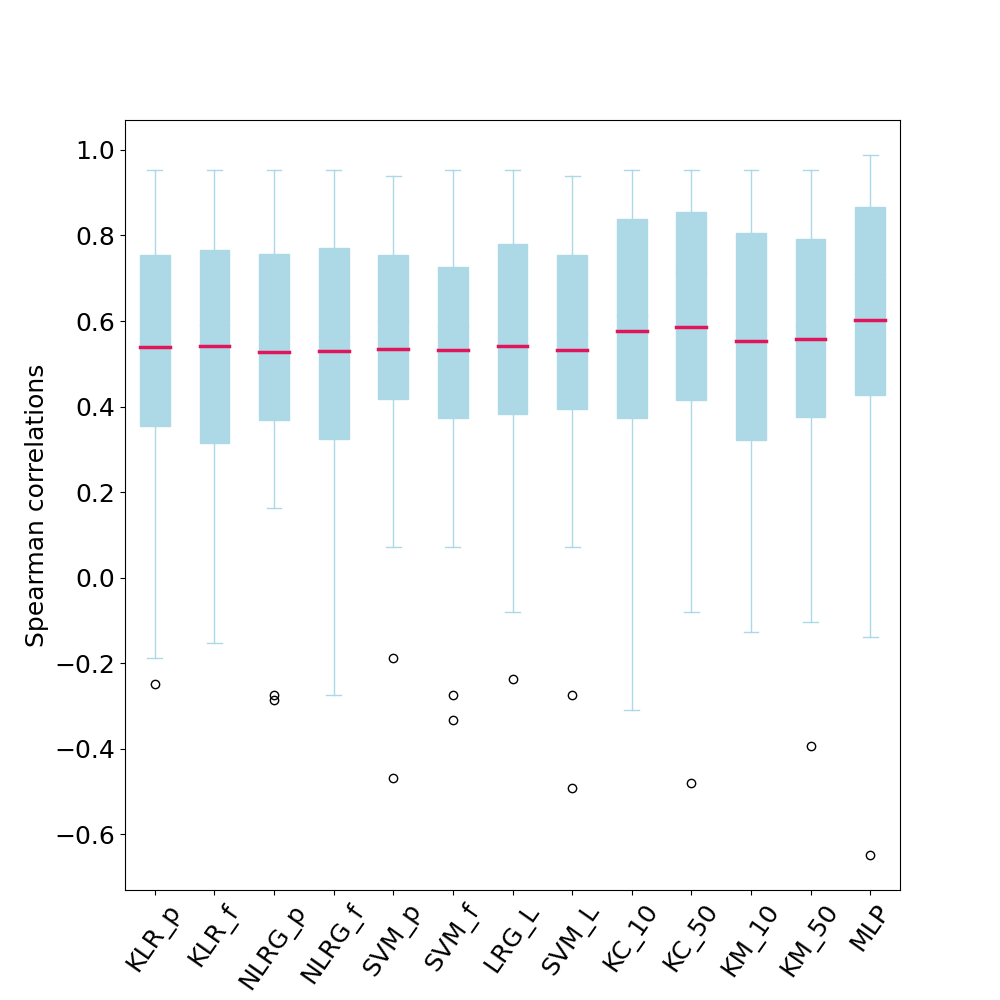 Spearman correlations
1.0
0.8
0.6
0.4
0.2
0.0
−0.2
−0.4
−0.6
KLR_p
KLR_f
NLRG_p
NLRG_f
SVM_p
SVM_f
LRG_L
SVM_L
KC_10
KC_50
KM_10
KM_50
MLP